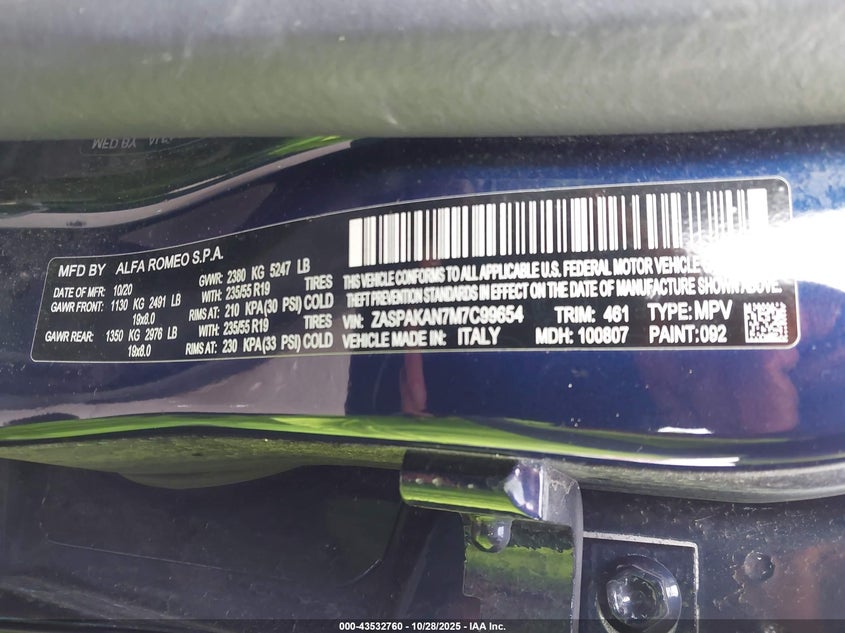 MFD BY ALFA ROMEO S.P.A.
DATE OF MFR: 10/20 GVWR: 2380 KG 5247 LB
GAWR FRONT: 1130 KG 2491 LB WITH: 235/55 R19 TIRES
19x8.0 RIMS AT: 210 KPA(30 PSI) COLD
GAWR REAR: 1350 KG 2976 LB WITH: 235/55 R19 TIRES
19x8.0 RIMS AT: 230 KPA(33 PSI) COLD
THIS VEHICLE CONFORMS TO ALL APPLICABLE U.S. FEDERAL MOTOR VEHICLE
THEFT PREVENTION STANDARDS IN EFFECT ON THE DATE OF MANUFACTURE SHOWN
VIN: ZASPAKAN7M7C99654 TRIM: 461 TYPE: MPV
VEHICLE MADE IN: ITALY MDH: 100807 PAINT: 092
000-43532760 - 10/28/2025 - IAA Inc.